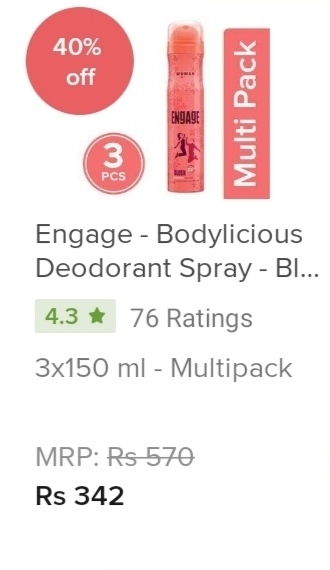 40%
off
WOMAN
ENGAGE
3
PCS
Multi Pack
Engage - Bodylicious
Deodorant Spray - Bl...
4.3 ★ 76 Ratings
3x150 ml - Multipack
MRP: Rs 570
Rs 342